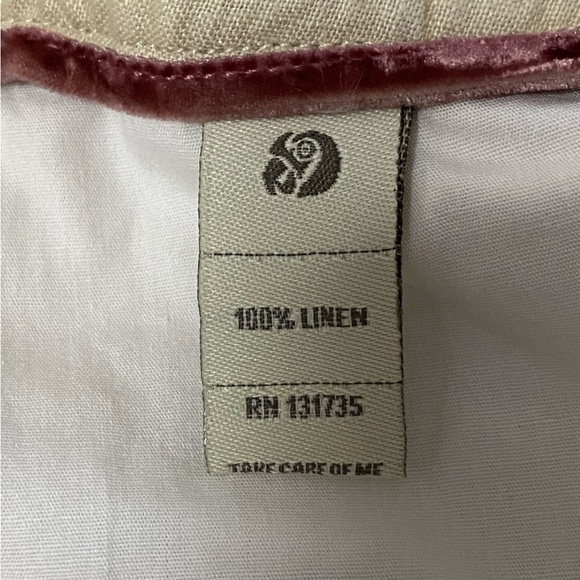 100% LINEN
RN 131735
TAKE CARE OF ME